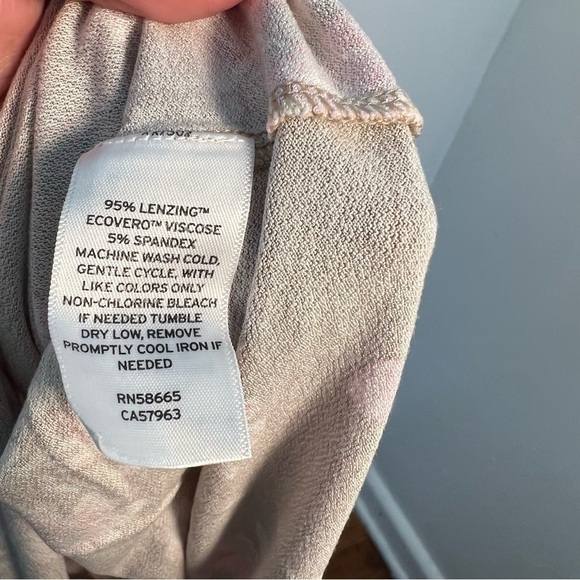 95% LENZING™
ECOVERO™ VISCOSE
5% SPANDEX
MACHINE WASH COLD,
GENTLE CYCLE, WITH
LIKE COLORS ONLY
NON-CHLORINE BLEACH
IF NEEDED TUMBLE
DRY LOW, REMOVE
PROMPTLY COOL IRON IF
NEEDED
RN58665
CA57963